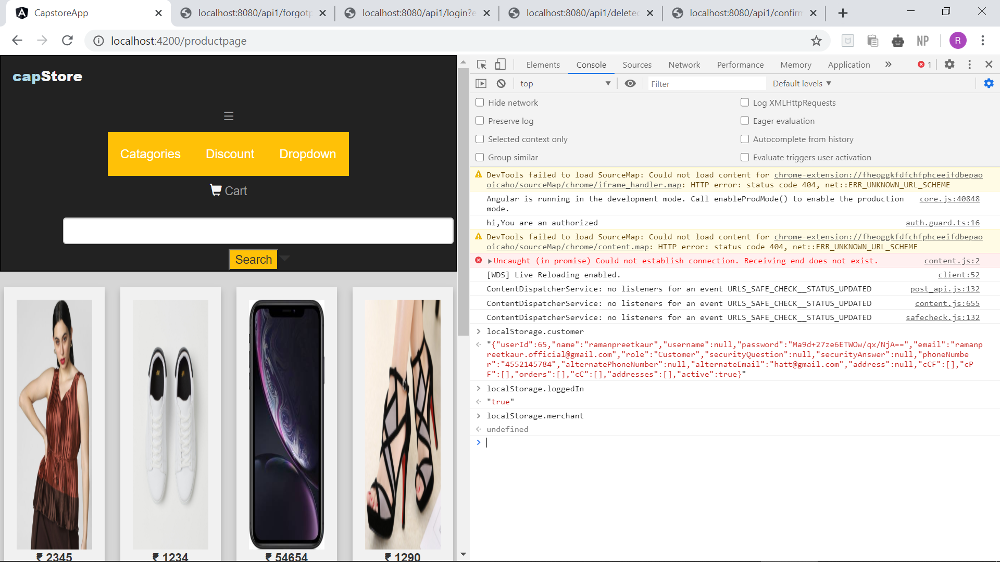 CapstoreApp
localhost:8080/api1/forgotp
localhost:8080/api1/login?e
localhost:8080/api1/deleted
localhost:8080/api1/confirm
localhost:4200/productpage
NP
R
capStore
Catagories Discount Dropdown
Cart
Search
₹ 2345
₹ 1234
₹ 54654
₹ 1290
Elements Console Sources Network Performance Memory Application » 1
top Filter Default levels
Hide network
Log XMLHttpRequests
Preserve log
Eager evaluation
Selected context only
Autocomplete from history
Group similar
Evaluate triggers user activation
DevTools failed to load SourceMap: Could not load content for chrome-extension://fheoggkfdfchfphceeifdbepao
oicaho/sourceMap/chrome/iframe_handler.map: HTTP error: status code 404, net::ERR_UNKNOWN_URL_SCHEME
Angular is running in the development mode. Call enableProdMode() to enable the production core.js:40848
mode.
hi,You are an authorized auth.guard.ts:16
DevTools failed to load SourceMap: Could not load content for chrome-extension://fheoggkfdfchfphceeifdbepao
oicaho/sourceMap/chrome/content.map: HTTP error: status code 404, net::ERR_UNKNOWN_URL_SCHEME
Uncaught (in promise) Could not establish connection. Receiving end does not exist. content.js:2
[WDS] Live Reloading enabled. client:52
ContentDispatcherService: no listeners for an event URLS_SAFE_CHECK__STATUS_UPDATED post_api.js:132
ContentDispatcherService: no listeners for an event URLS_SAFE_CHECK__STATUS_UPDATED content.js:655
ContentDispatcherService: no listeners for an event URLS_SAFE_CHECK__STATUS_UPDATED safecheck.js:132
> localStorage.customer
"{"userId":65,"name":"ramanpreetkaur","username":null,"password":"Ma9d+27ze6ETWOw/qx/NjA==","email":"ramanp
reetkaur.official@gmail.com","role":"Customer","securityQuestion":null,"securityAnswer":null,"phoneNumbe
r":"4552145784","alternatePhoneNumber":null,"alternateEmail":"hatt@gmail.com","address":null,"cCF":[],"cP
F":[],"orders":[],"cC":[],"addresses":[],"active":true}"
> localStorage.loggedIn
"true"
> localStorage.merchant
undefined
>